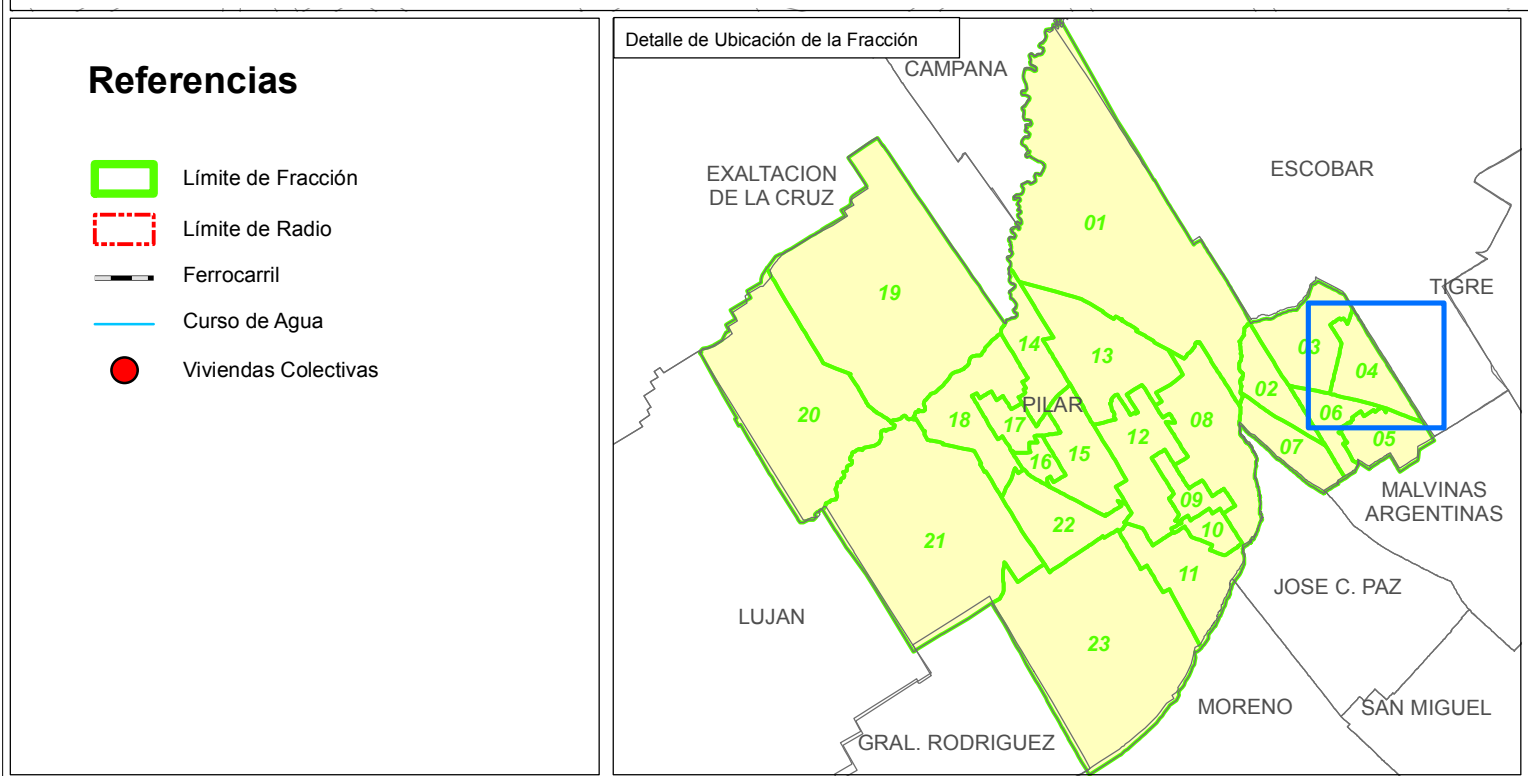 Referencias
Límite de Fracción
Límite de Radio
Ferrocarril
Curso de Agua
Viviendas Colectivas
Detalle de Ubicación de la Fracción
CAMPANA
EXALTACION
DE LA CRUZ
ESCOBAR
01
TIGRE
19
14
13
03
04
02
PILAR
20
18
17
12
08
06
07
05
16
15
MALVINAS
ARGENTINAS
09
10
22
21
11
JOSE C. PAZ
LUJAN
23
MORENO
SAN MIGUEL
GRAL. RODRIGUEZ